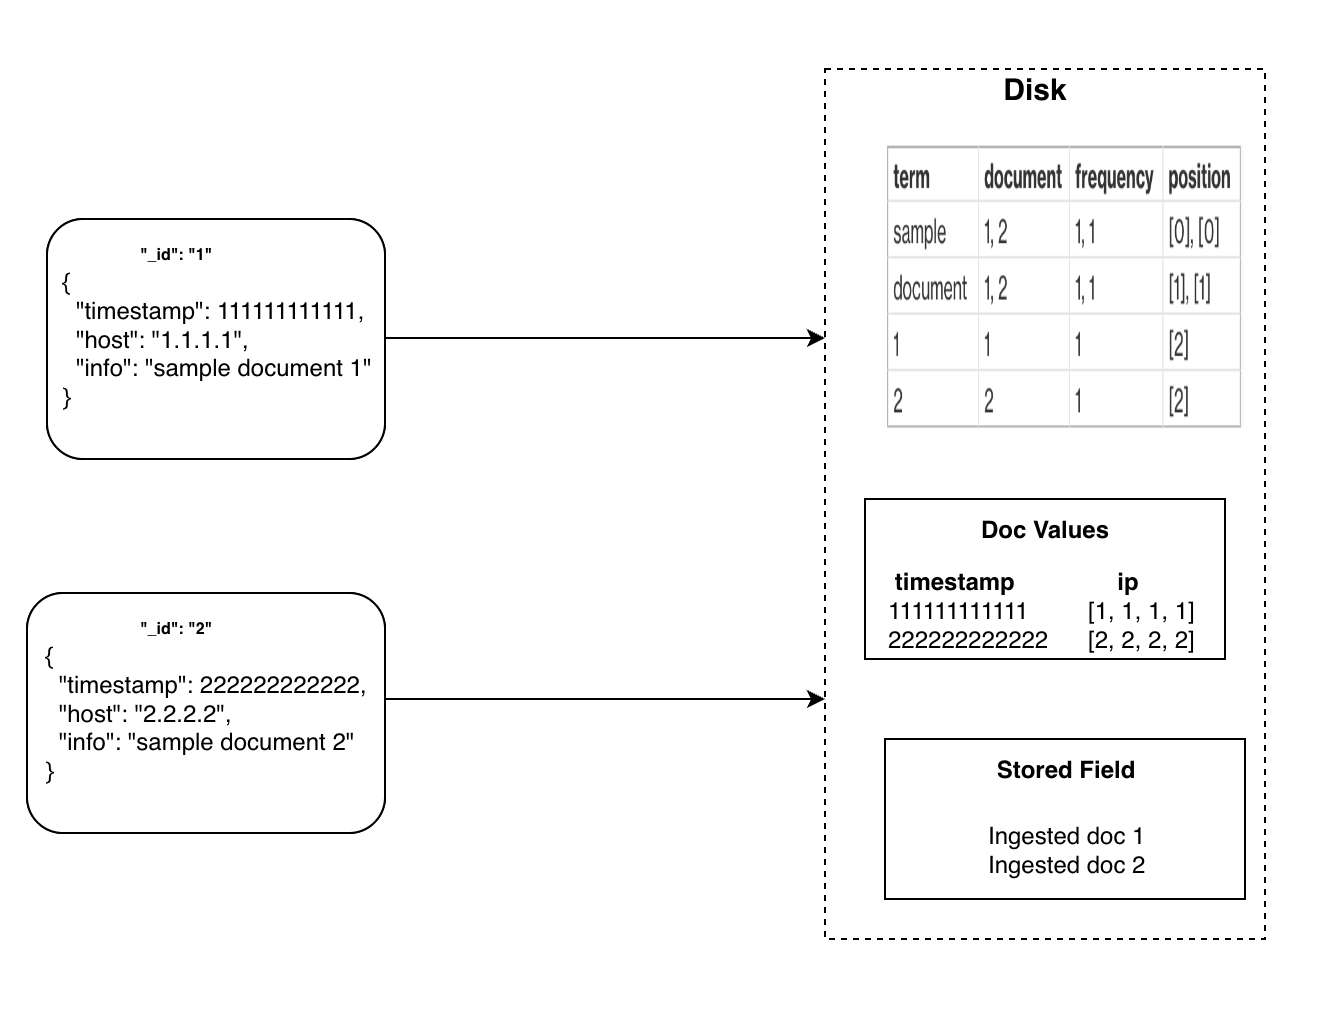 "_id": "1"
{
"timestamp": 111111111111,
"host": "1.1.1.1",
"info": "sample document 1"
}
"_id": "2"
{
"timestamp": 222222222222,
"host": "2.2.2.2",
"info": "sample document 2"
}
Disk
term document frequency position
sample 1, 2 1, 1 [0], [0]
document 1, 2 1, 1 [1], [1]
1 1 1 [2]
2 2 1 [2]
Doc Values
timestamp ip
111111111111 [1, 1, 1, 1]
222222222222 [2, 2, 2, 2]
Stored Field
Ingested doc 1
Ingested doc 2